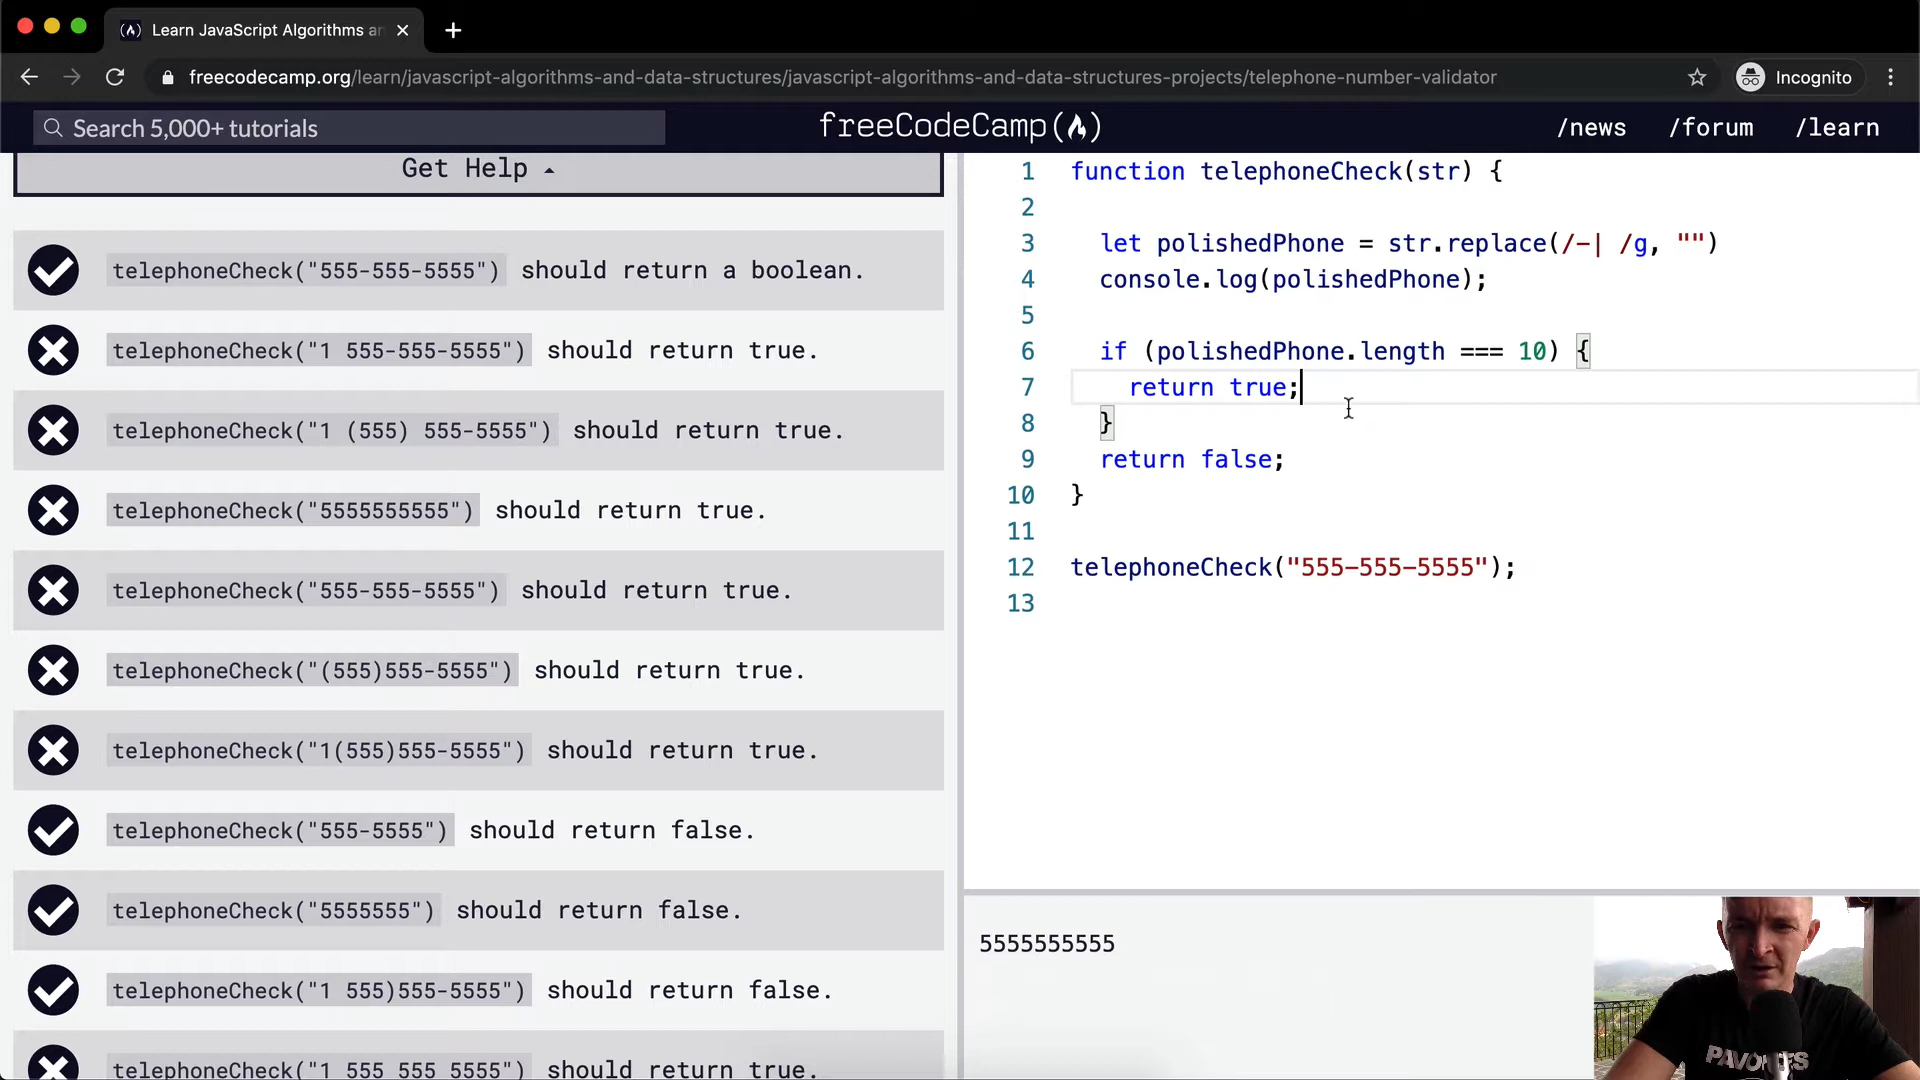 Learn JavaScript Algorithms an
freecodecamp.org/learn/javascript-algorithms-and-data-structures/javascript-algorithms-and-data-structures-projects/telephone-number-validator
Incognito
Search 5,000+ tutorials
freeCodeCamp(🔥)
/news /forum /learn
Get Help
telephoneCheck("555-555-5555") should return a boolean.
telephoneCheck("1 555-555-5555") should return true.
telephoneCheck("1 (555) 555-5555") should return true.
telephoneCheck("5555555555") should return true.
telephoneCheck("555-555-5555") should return true.
telephoneCheck("(555)555-5555") should return true.
telephoneCheck("1(555)555-5555") should return true.
telephoneCheck("555-5555") should return false.
telephoneCheck("5555555") should return false.
telephoneCheck("1 555)555-5555") should return false.
telephoneCheck("1 555 555 5555") should return true.
1 function telephoneCheck(str) {
2
3 let polishedPhone = str.replace(/-| /g, "")
4 console.log(polishedPhone);
5
6 if (polishedPhone.length === 10) {
7 return true;
8 }
9 return false;
10 }
11
12 telephoneCheck("555-555-5555");
13
5555555555